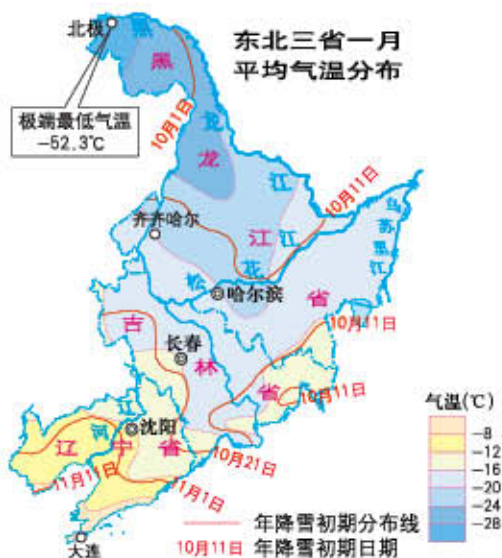 东北三省一月
平均气温分布
北极
极端最低气温
-52.3℃
黑
黑
龙
龙
江
江
省
10月1日
10月11日
乌
苏
里
江
齐齐哈尔
松
花
江
哈尔滨
吉
林
省
长春
10月11日
10月11日
辽
河
辽
宁
省
沈阳
10月21日
11月11日
11月1日
大连
气温(℃)
-8
-12
-16
-20
-24
-28
年降雪初期分布线
10月11日 年降雪初期日期